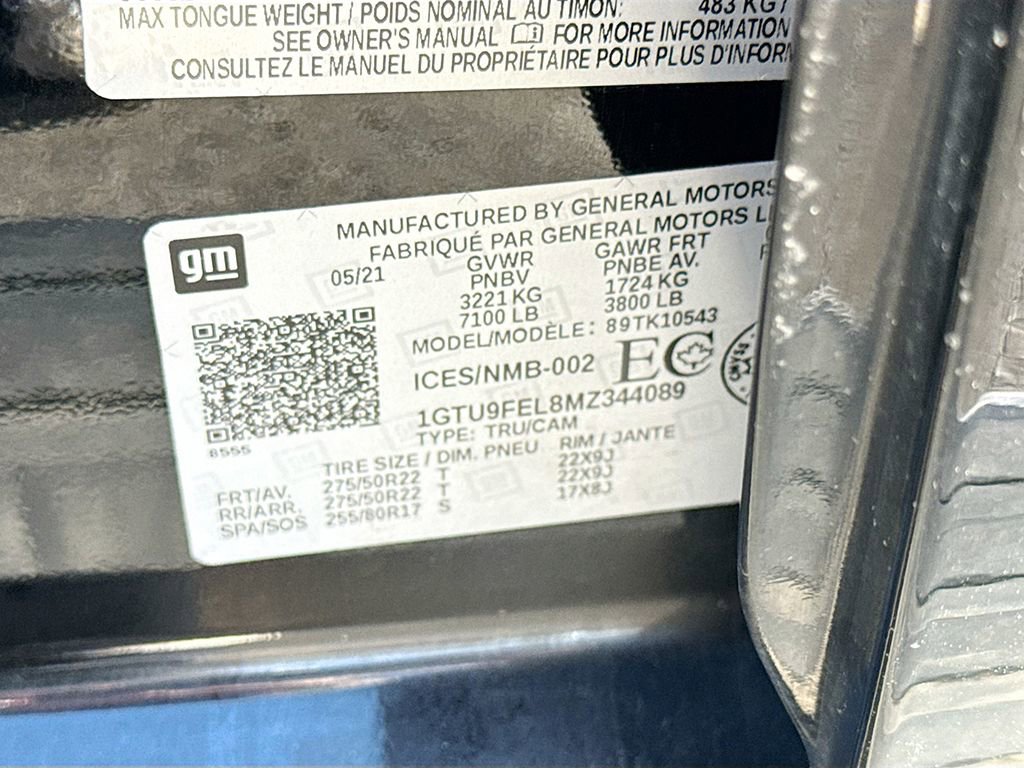 MAX TONGUE WEIGHT / POIDS NOMINAL AU TIMON: 483 KG /
SEE OWNER'S MANUAL FOR MORE INFORMATION
CONSULTEZ LE MANUEL DU PROPRIÉTAIRE POUR PLUS D'INFORM
MANUFACTURED BY GENERAL MOTORS
FABRIQUÉ PAR GENERAL MOTORS L
gm
05/21
GVWR GAWR FRT
PNBV PNBE AV.
3221 KG 1724 KG
7100 LB 3800 LB
MODEL/MODÈLE: 89TK10543
ICES/NMB-002 EC
1GTU9FEL8MZ344089
TYPE: TRU/CAM
8555
TIRE SIZE / DIM. PNEU RIM / JANTE
FRT/AV. 275/50R22 T 22X9J
RR/ARR. 275/50R22 T 22X9J
SPA/SOS 255/80R17 S 17X8J